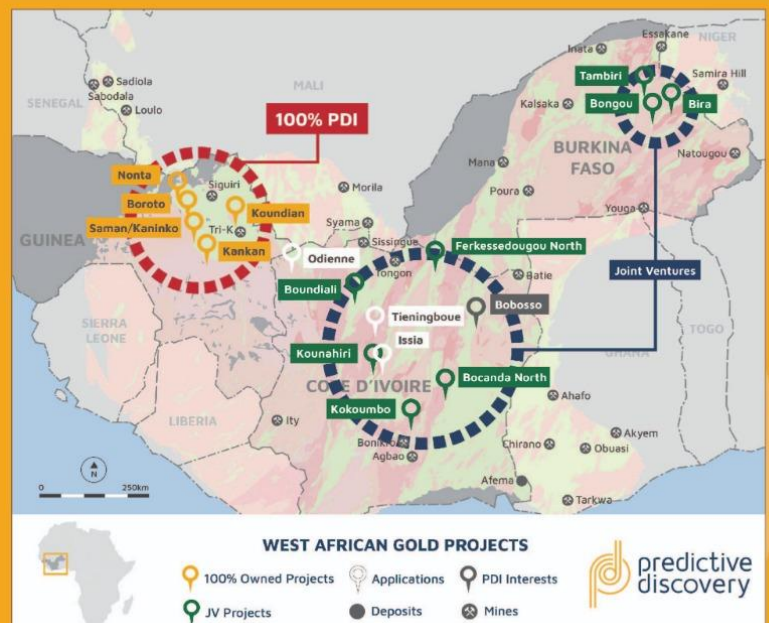 Essakane
NIGER
Inata
Tambiri
Samira Hill
Sadiola
Sabodala
Loulo
SENEGAL
MALI
Kalsaka
Bongou
Bira
100% PDI
BURKINA
FASO
Mana
Natougou
Nonta
Siguiri
Morila
Poura
Boroto
Koundian
Youga
Saman/Kaninko
Tri-K
Syama
GUINEA
Kankan
Sissingue
Odienne
Ferkessedougou North
Tongon
Batie
Joint Ventures
Boundiali
Bobosso
Tieningboue
SIERRA
LEONE
Issia
Kounahiri
GHANA
TOGO
COTE D'IVOIRE
Bocanda North
Kokoumbo
Ahafo
LIBERIA
Ity
Bonikro
Chirano
Akyem
Obuasi
Agbao
Afema
Tarkwa
N
0 250km
WEST AFRICAN GOLD PROJECTS
100% Owned Projects
Applications
PDI Interests
JV Projects
Deposits
Mines
predictive
discovery